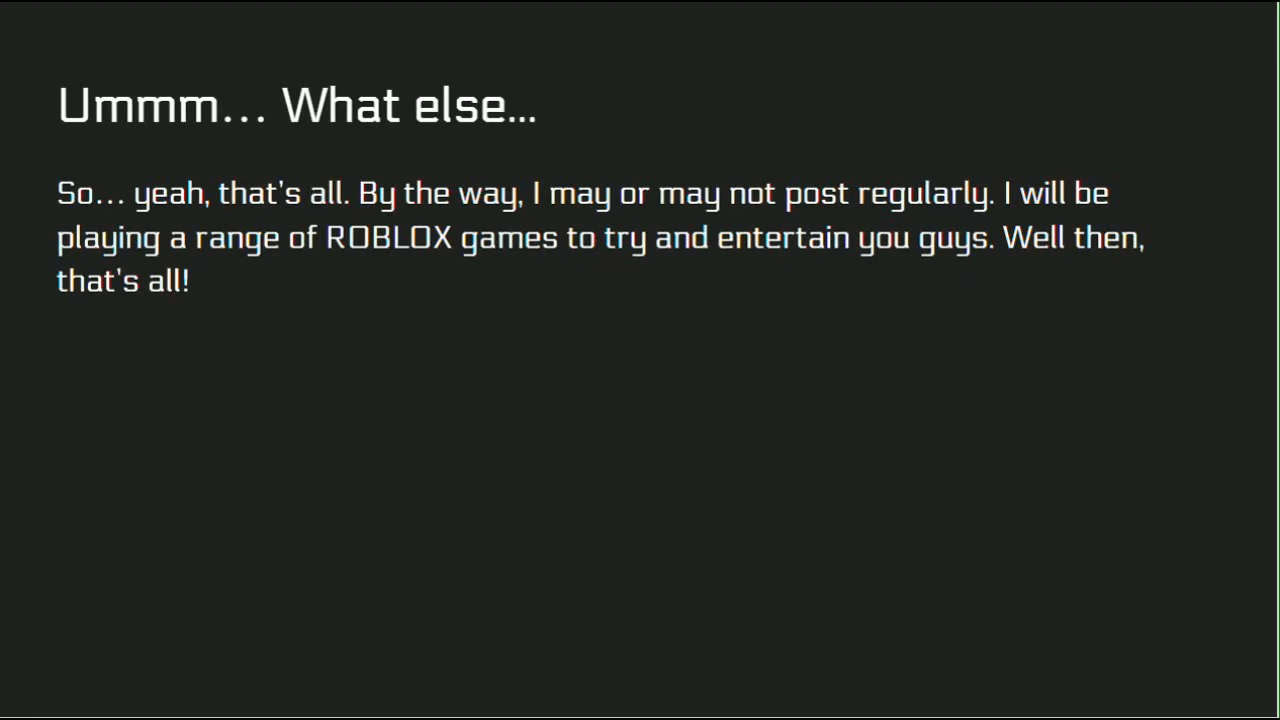 Ummm… What else...
So… yeah, that's all. By the way, I may or may not post regularly. I will be
playing a range of ROBLOX games to try and entertain you guys. Well then,
that's all!